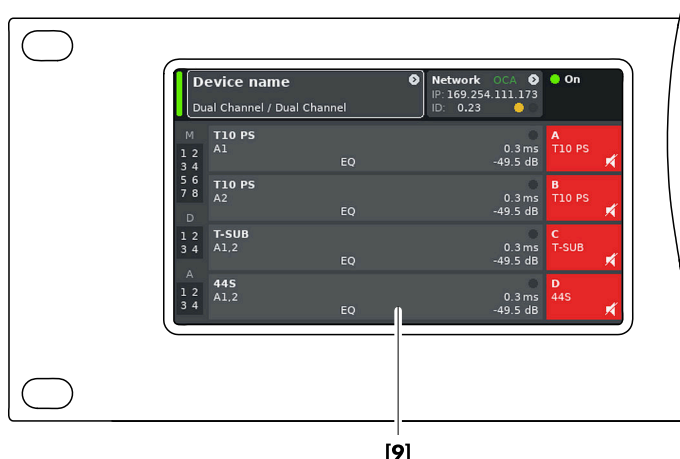 Device name
Dual Channel / Dual Channel
Network OCA
IP: 169.254.111.173
ID: 0.23
On
M
1 2
3 4
5 6
7 8
D
1 2
3 4
A
1 2
3 4
T10 PS
A1
0.3 ms
EQ -49.5 dB
A
T10 PS
T10 PS
A2
0.3 ms
EQ -49.5 dB
B
T10 PS
T-SUB
A1,2
0.3 ms
EQ -49.5 dB
C
T-SUB
44S
A1,2
0.3 ms
EQ -49.5 dB
D
44S
[9]